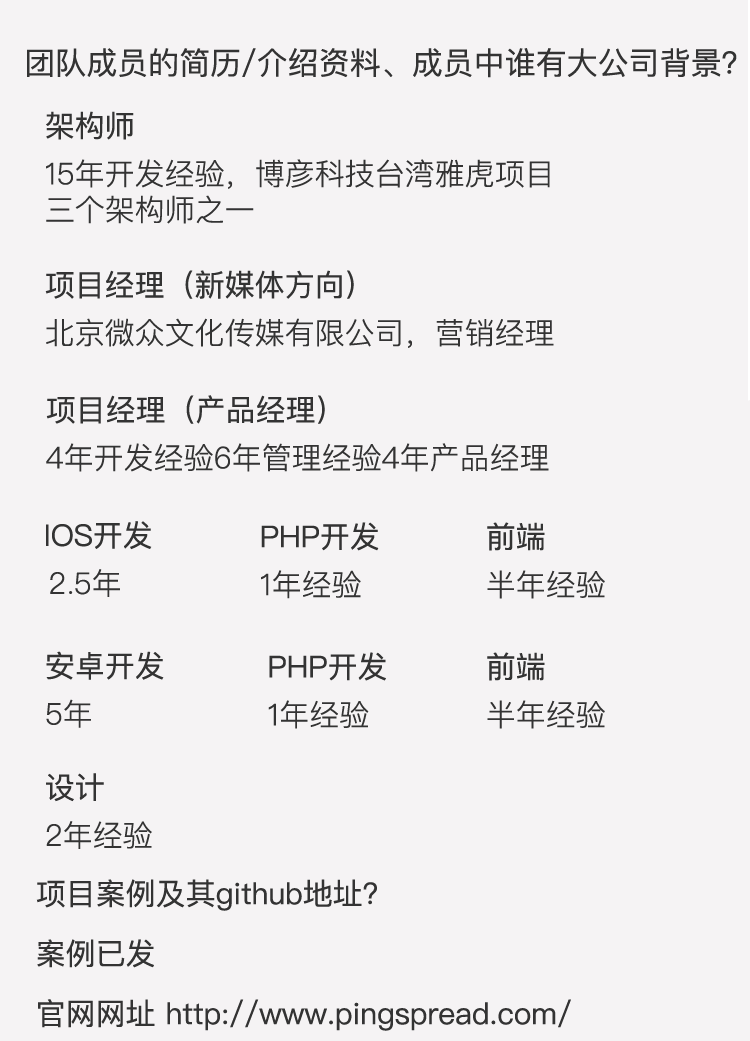 团队成员的简历/介绍资料、成员中谁有大公司背景?
架构师
15年开发经验，博彦科技台湾雅虎项目
三个架构师之一
项目经理（新媒体方向）
北京微众文化传媒有限公司，营销经理
项目经理（产品经理）
4年开发经验6年管理经验4年产品经理
IOS开发 PHP开发 前端
2.5年 1年经验 半年经验
安卓开发 PHP开发 前端
5年 1年经验 半年经验
设计
2年经验
项目案例及其github地址?
案例已发
官网网址 http://www.pingspread.com/